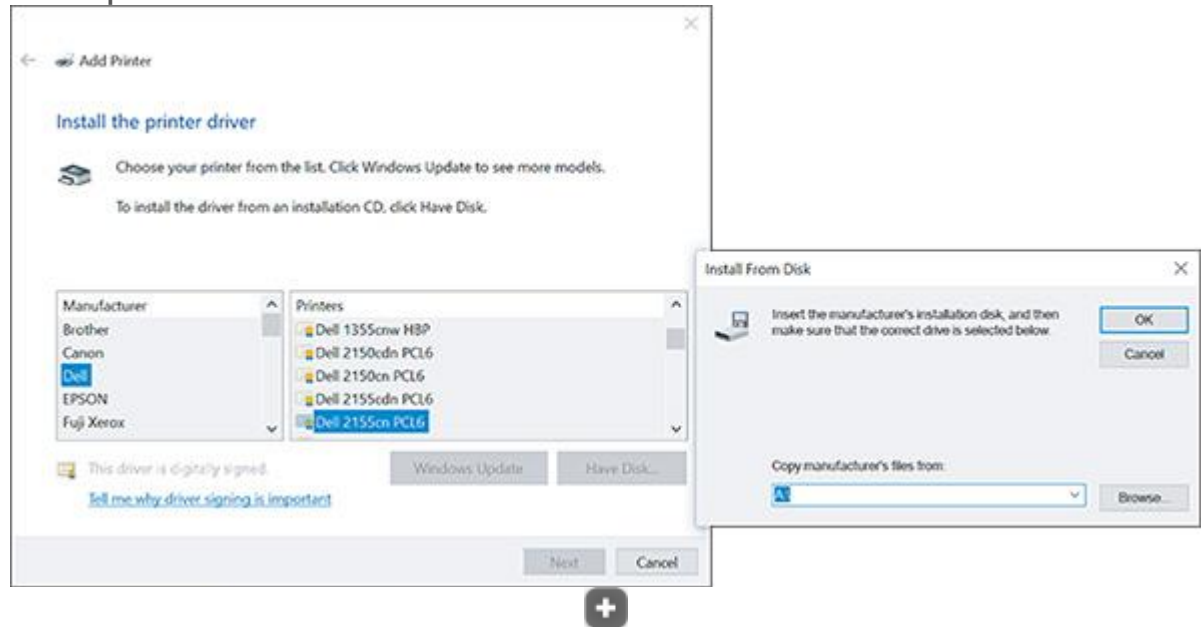 Add Printer
Install the printer driver
Choose your printer from the list. Click Windows Update to see more models.
To install the driver from an installation CD, click Have Disk.
Manufacturer
Brother
Canon
Dell
EPSON
Fuji Xerox
Printers
Dell 1355cnw HBP
Dell 2150cdn PCL6
Dell 2150cn PCL6
Dell 2155cdn PCL6
Dell 2155cn PCL6
This driver is digitally signed.
Tell me why driver signing is important
Windows Update
Have Disk...
Next
Cancel
Install From Disk
Insert the manufacturer's installation disk, and then
make sure that the correct drive is selected below.
OK
Cancel
Copy manufacturer's files from:
A:\
Browse...